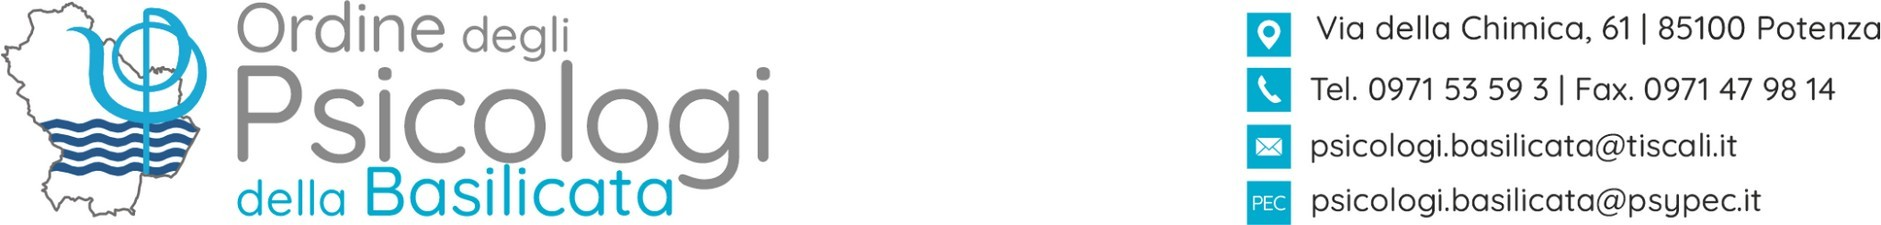 Ordine degli
Psicologi
della Basilicata
Via della Chimica, 61 | 85100 Potenza
Tel. 0971 53 59 3 | Fax. 0971 47 98 14
psicologi.basilicata@tiscali.it
PEC psicologi.basilicata@psypec.it